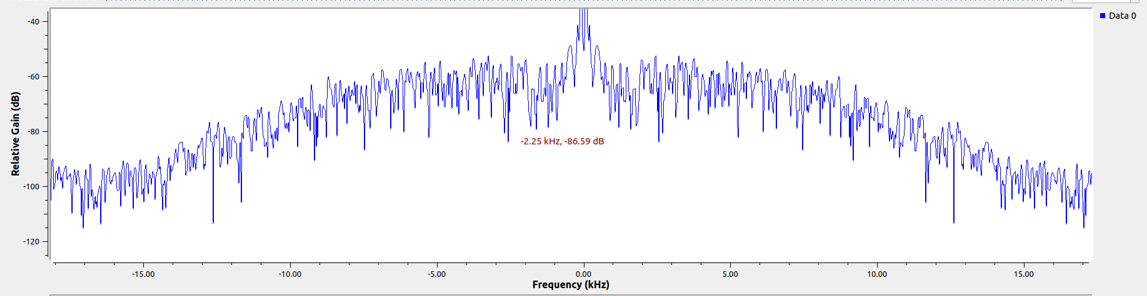 Data 0
-40
-60
-80
-100
-120
Relative Gain (dB)
-2.25 kHz, -86.59 dB
-15.00 -10.00 -5.00 0.00 5.00 10.00 15.00
Frequency (kHz)